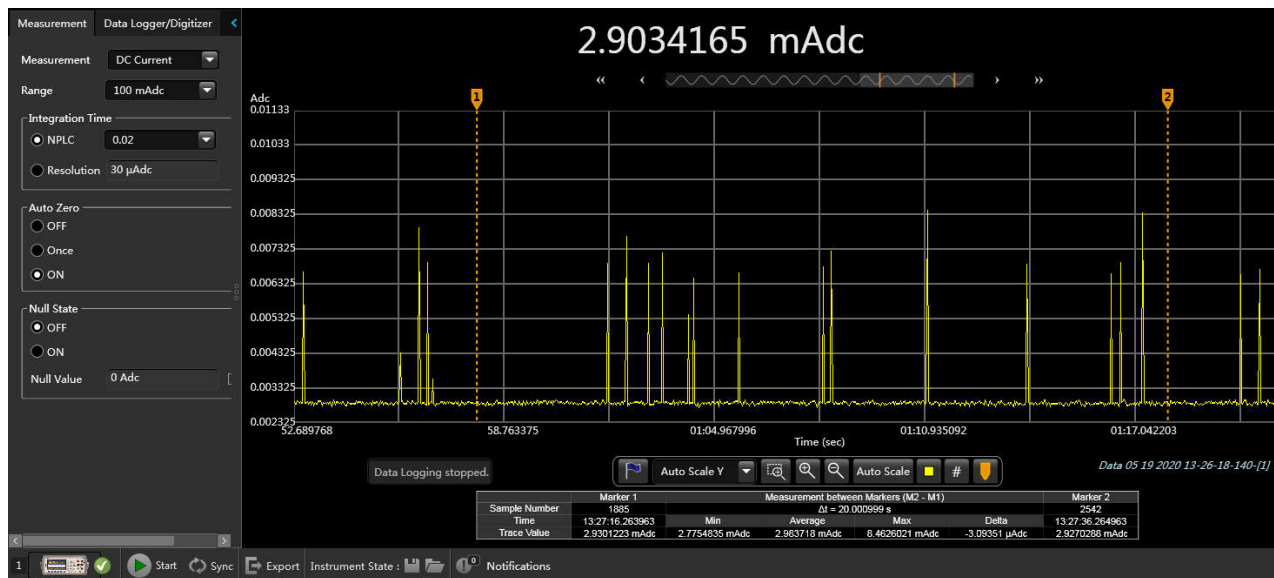 Measurement Data Logger/Digitizer <
2.9034165 mAdc
Measurement DC Current
Range 100 mAdc
Integration Time
NPLC 0.02
Resolution 30 µAdc
Auto Zero
OFF
Once
ON
Null State
OFF
ON
Null Value 0 Adc
« ‹ › »
Adc
1 2
0.01133
0.01033
0.009325
0.008325
0.007325
0.006325
0.005325
0.004325
0.003325
0.002325
52.689768 58.763375 01:04.967996 01:10.935092 01:17.042203
Time (sec)
Data Logging stopped.
Auto Scale Y Auto Scale #
Data 05 19 2020 13-26-18-140-[1]
Marker 1 Measurement between Markers (M2 - M1) Marker 2
Sample Number 1885 Δt = 20.000999 s 2542
Time 13:27:16.263963 Min Average Max Delta 13:27:36.264963
Trace Value 2.9301223 mAdc 2.7754835 mAdc 2.983718 mAdc 8.4626021 mAdc -3.09351 µAdc 2.9270288 mAdc
1 Start Sync Export Instrument State : 0 Notifications